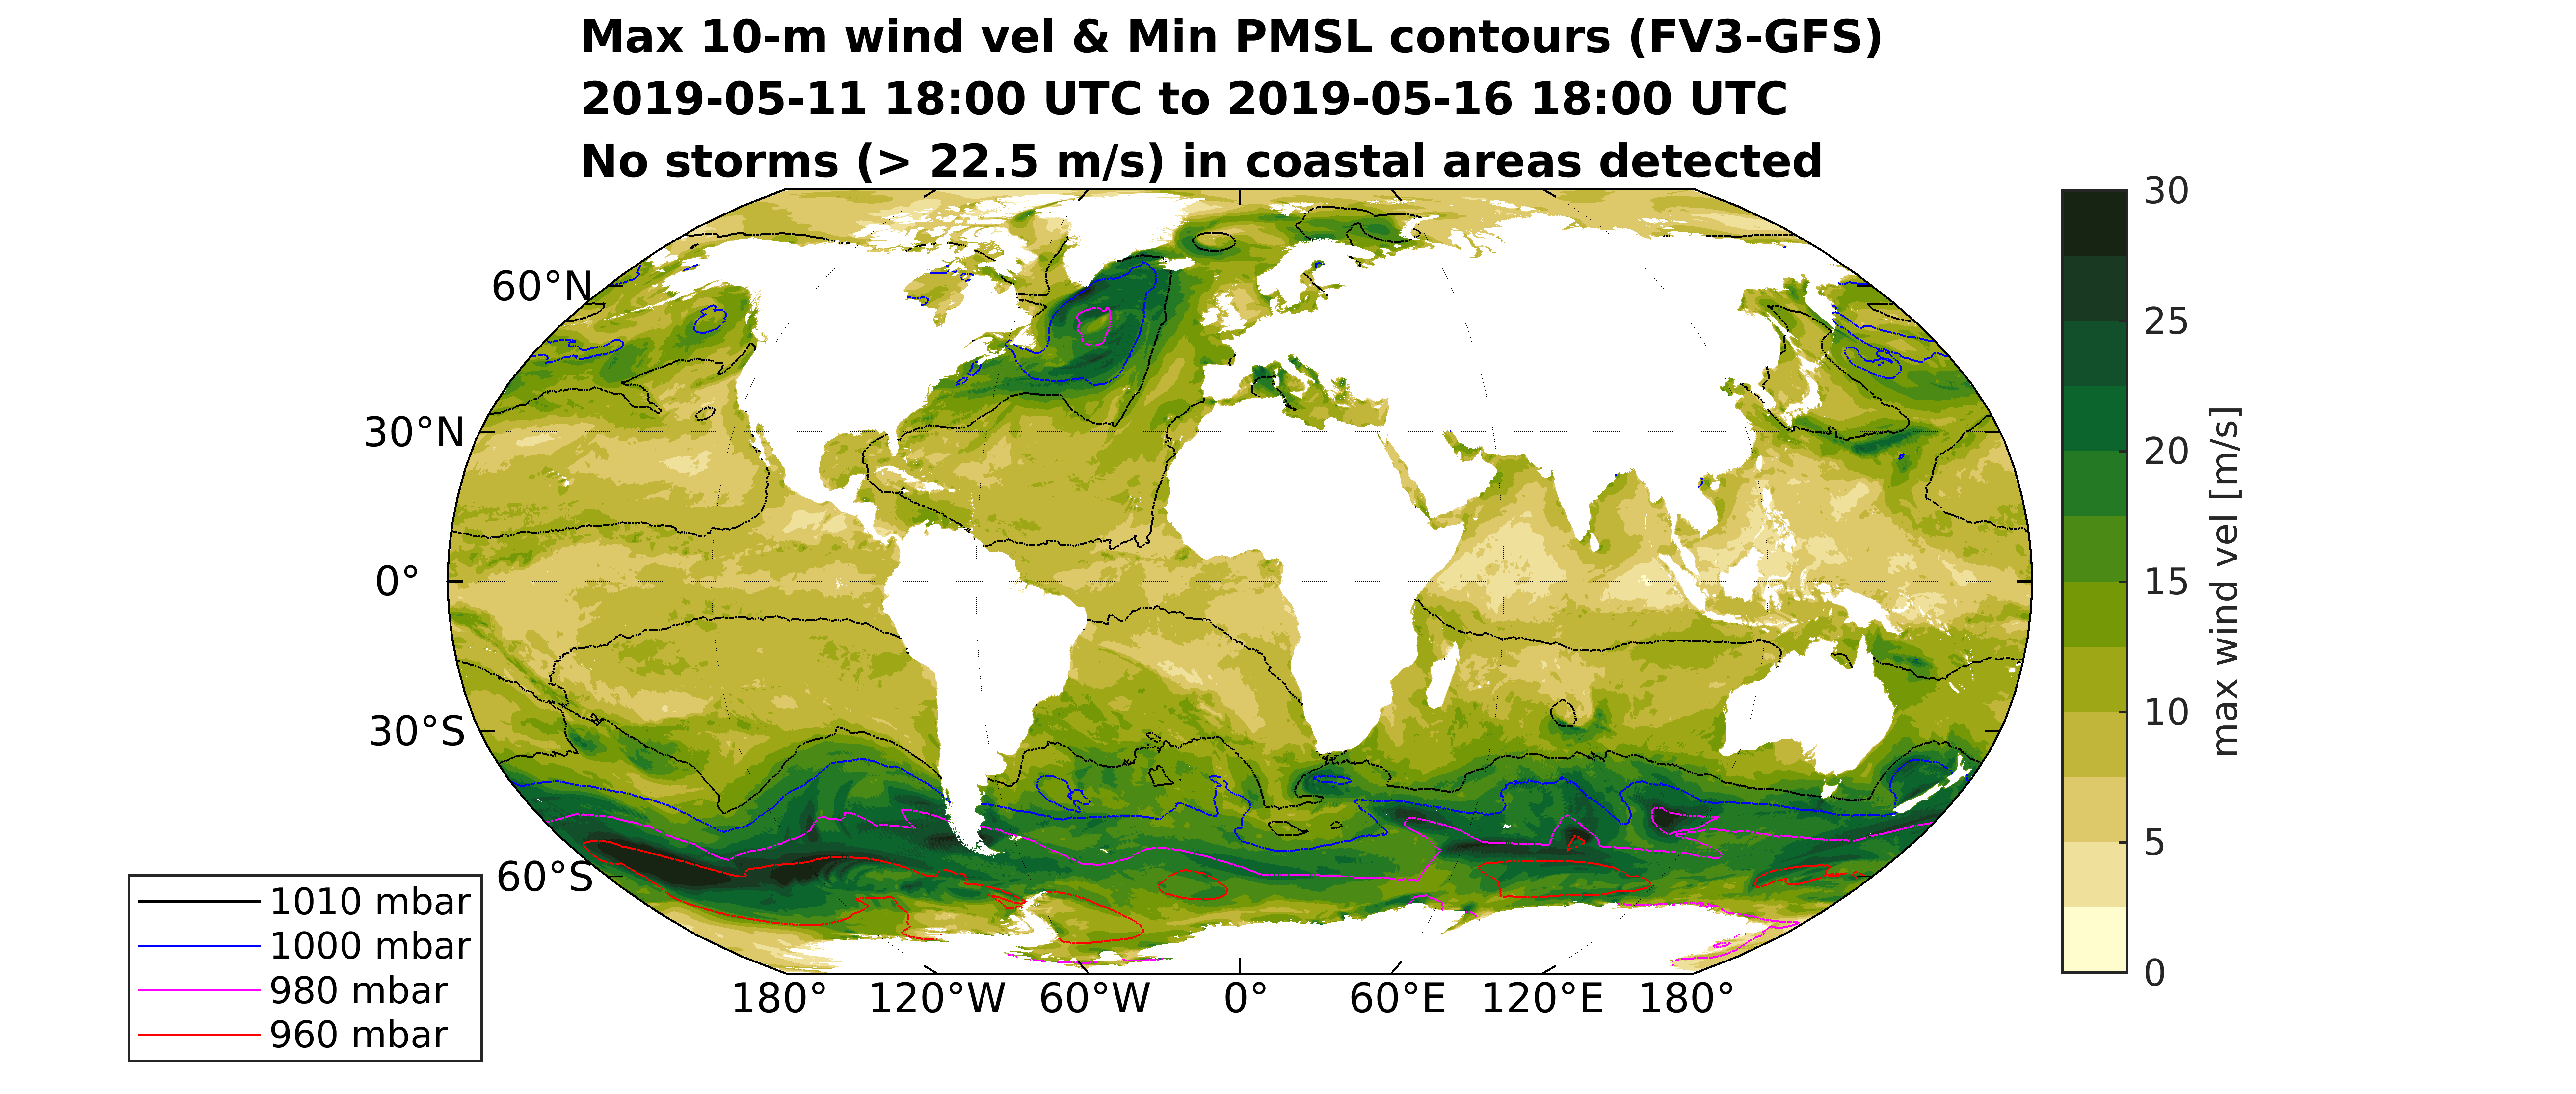 Max 10-m wind vel & Min PMSL contours (FV3-GFS)
2019-05-11 18:00 UTC to 2019-05-16 18:00 UTC
No storms (> 22.5 m/s) in coastal areas detected
60°N
30°N
0°
30°S
60°S
180°
120°W
60°W
0°
60°E
120°E
180°
1010 mbar
1000 mbar
980 mbar
960 mbar
30
25
20
15
10
5
0
max wind vel [m/s]